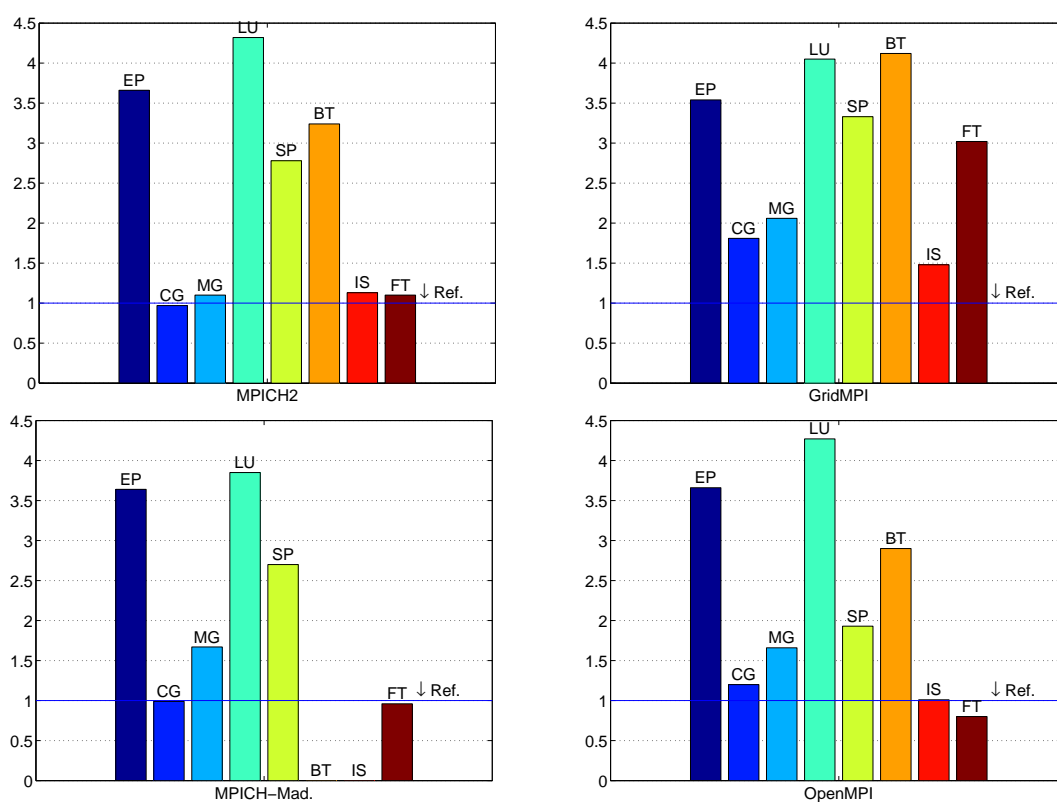 4.5
4
3.5
3
2.5
2
1.5
1
0.5
0
EP
CG
MG
LU
SP
BT
IS
FT
↓ Ref.
MPICH2
4.5
4
3.5
3
2.5
2
1.5
1
0.5
0
EP
CG
MG
LU
SP
BT
IS
FT
↓ Ref.
GridMPI
4.5
4
3.5
3
2.5
2
1.5
1
0.5
0
EP
CG
MG
LU
SP
BT
IS
FT
↓ Ref.
MPICH−Mad.
4.5
4
3.5
3
2.5
2
1.5
1
0.5
0
EP
CG
MG
LU
SP
BT
IS
FT
↓ Ref.
OpenMPI